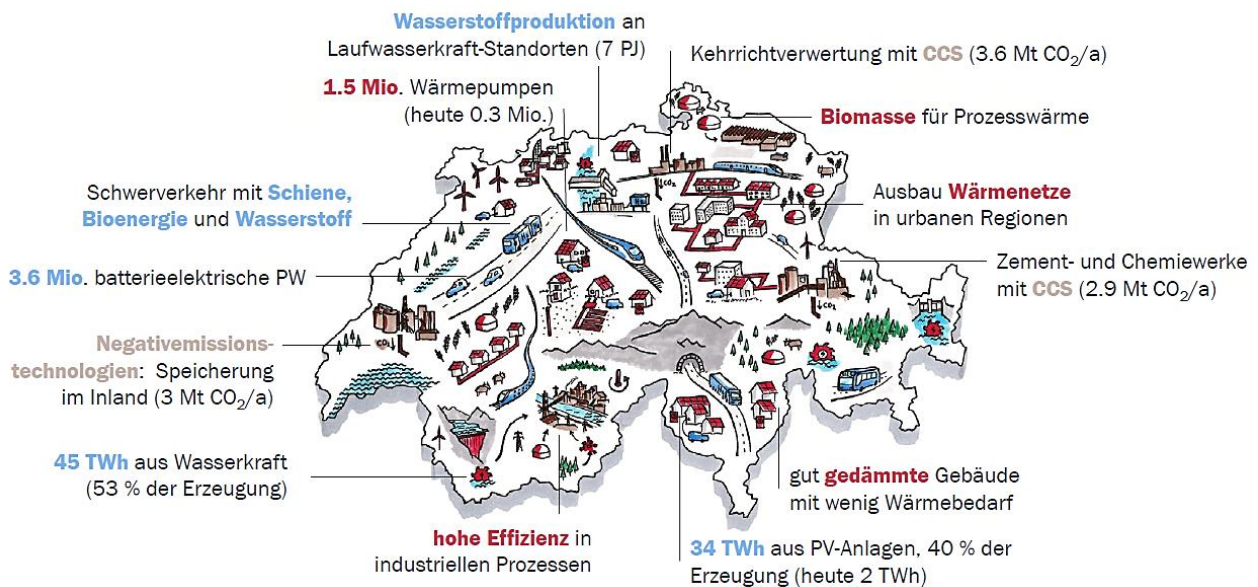 Wasserstoffproduktion an
Laufwasserkraft-Standorten (7 PJ)
Kehrrichtverwertung mit CCS (3.6 Mt CO₂/a)
1.5 Mio. Wärmepumpen
(heute 0.3 Mio.)
Biomasse für Prozesswärme
Schwerverkehr mit Schiene,
Bioenergie und Wasserstoff
Ausbau Wärmenetze
in urbanen Regionen
3.6 Mio. batterieelektrische PW
Zement- und Chemiewerke
mit CCS (2.9 Mt CO₂/a)
Negativemissions-
technologien: Speicherung
im Inland (3 Mt CO₂/a)
45 TWh aus Wasserkraft
(53 % der Erzeugung)
gut gedämmte Gebäude
mit wenig Wärmebedarf
hohe Effizienz in
industriellen Prozessen
34 TWh aus PV-Anlagen, 40 % der
Erzeugung (heute 2 TWh)
CO₂
CO₂
CO₂